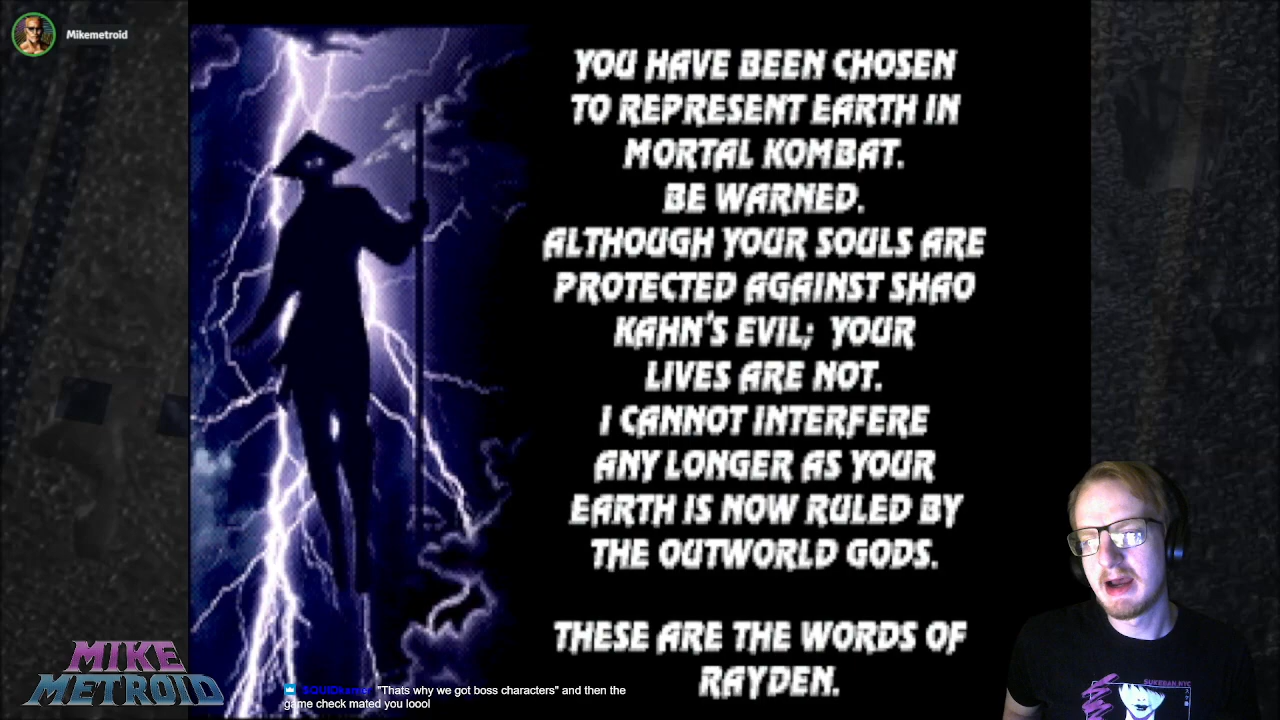 Mikemetroid
YOU HAVE BEEN CHOSEN
TO REPRESENT EARTH IN
MORTAL KOMBAT.
BE WARNED.
ALTHOUGH YOUR SOULS ARE
PROTECTED AGAINST SHAO
KAHN'S EVIL; YOUR
LIVES ARE NOT.
I CANNOT INTERFERE
ANY LONGER AS YOUR
EARTH IS NOW RULED BY
THE OUTWORLD GODS.
THESE ARE THE WORDS OF
RAYDEN.
MIKE
METROID
"Thats why we got boss characters" and then the
game check mated you loool
SUKEBAN.NYC